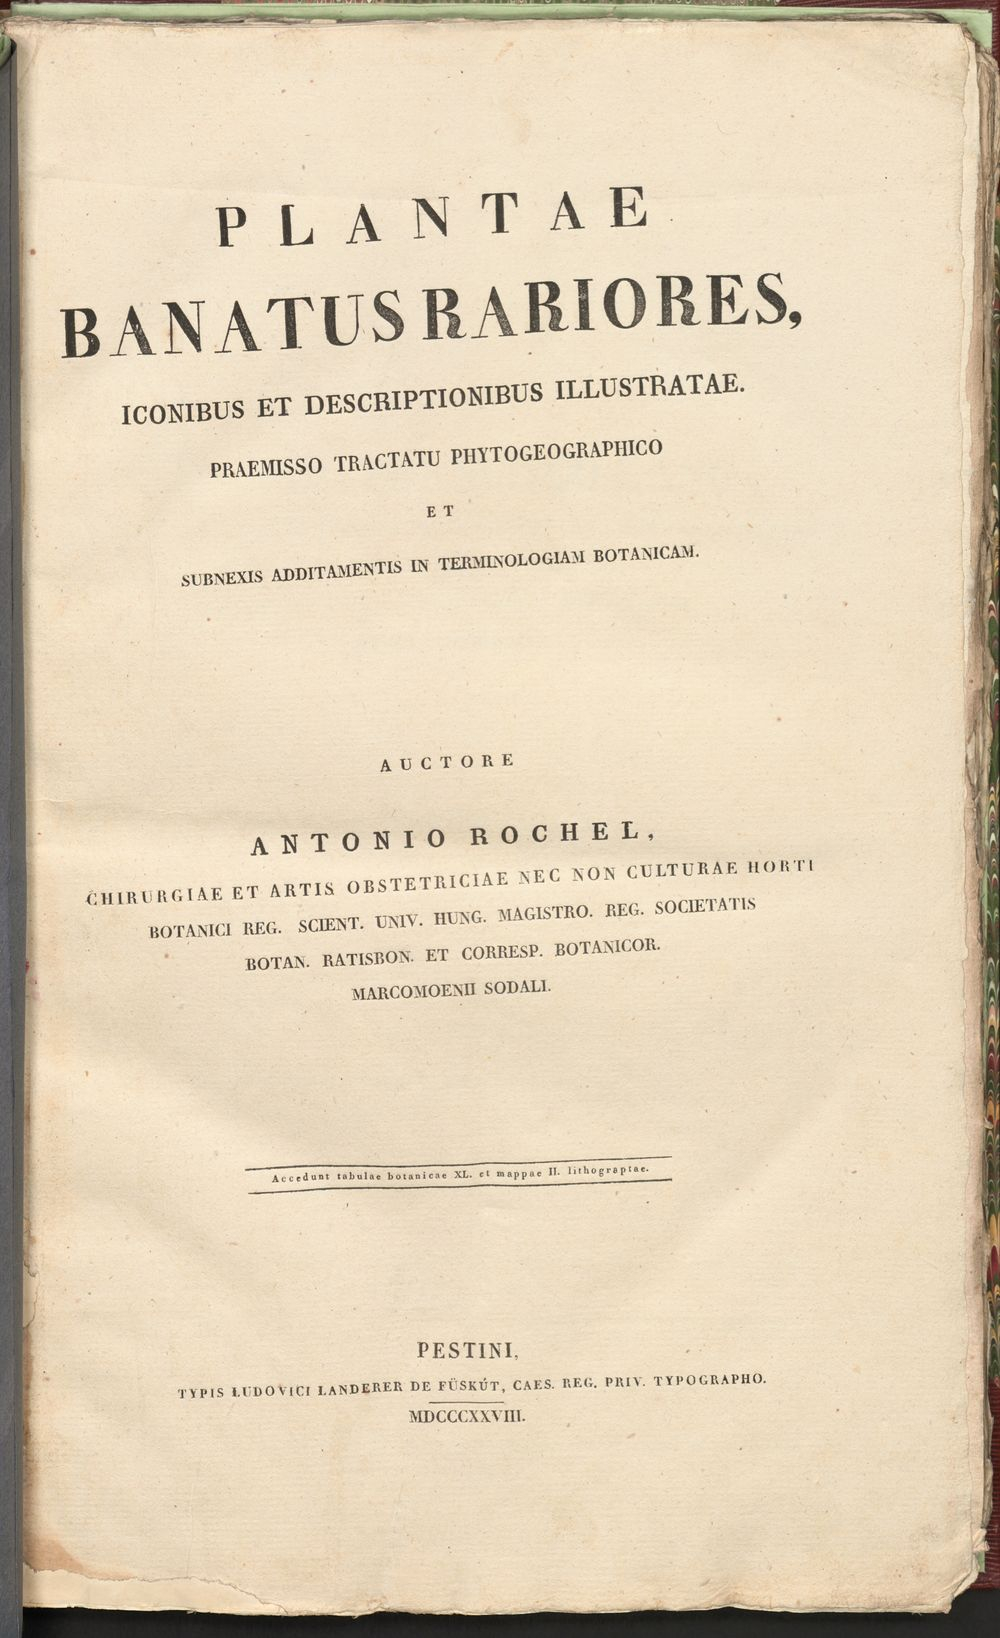 PLANTAE
BANATUS RARIORES,
ICONIBUS ET DESCRIPTIONIBUS ILLUSTRATAE.
PRAEMISSO TRACTATU PHYTOGEOGRAPHICO
ET
SUBNEXIS ADDITAMENTIS IN TERMINOLOGIAM BOTANICAM.
AUCTORE
ANTONIO ROCHEL,
CHIRURGIAE ET ARTIS OBSTETRICIAE NEC NON CULTURAE HORTI
BOTANICI REG. SCIENT. UNIV. HUNG. MAGISTRO. REG. SOCIETATIS
BOTAN. RATISBON. ET CORRESP. BOTANICOR.
MARCOMOENII SODALI.
Accedunt tabulae botanicae XL. et mappae II. lithograptae.
PESTINI,
TYPIS LUDOVICI LANDERER DE FÜSKÚT, CAES. REG. PRIV. TYPOGRAPHO.
MDCCCXXVIII.